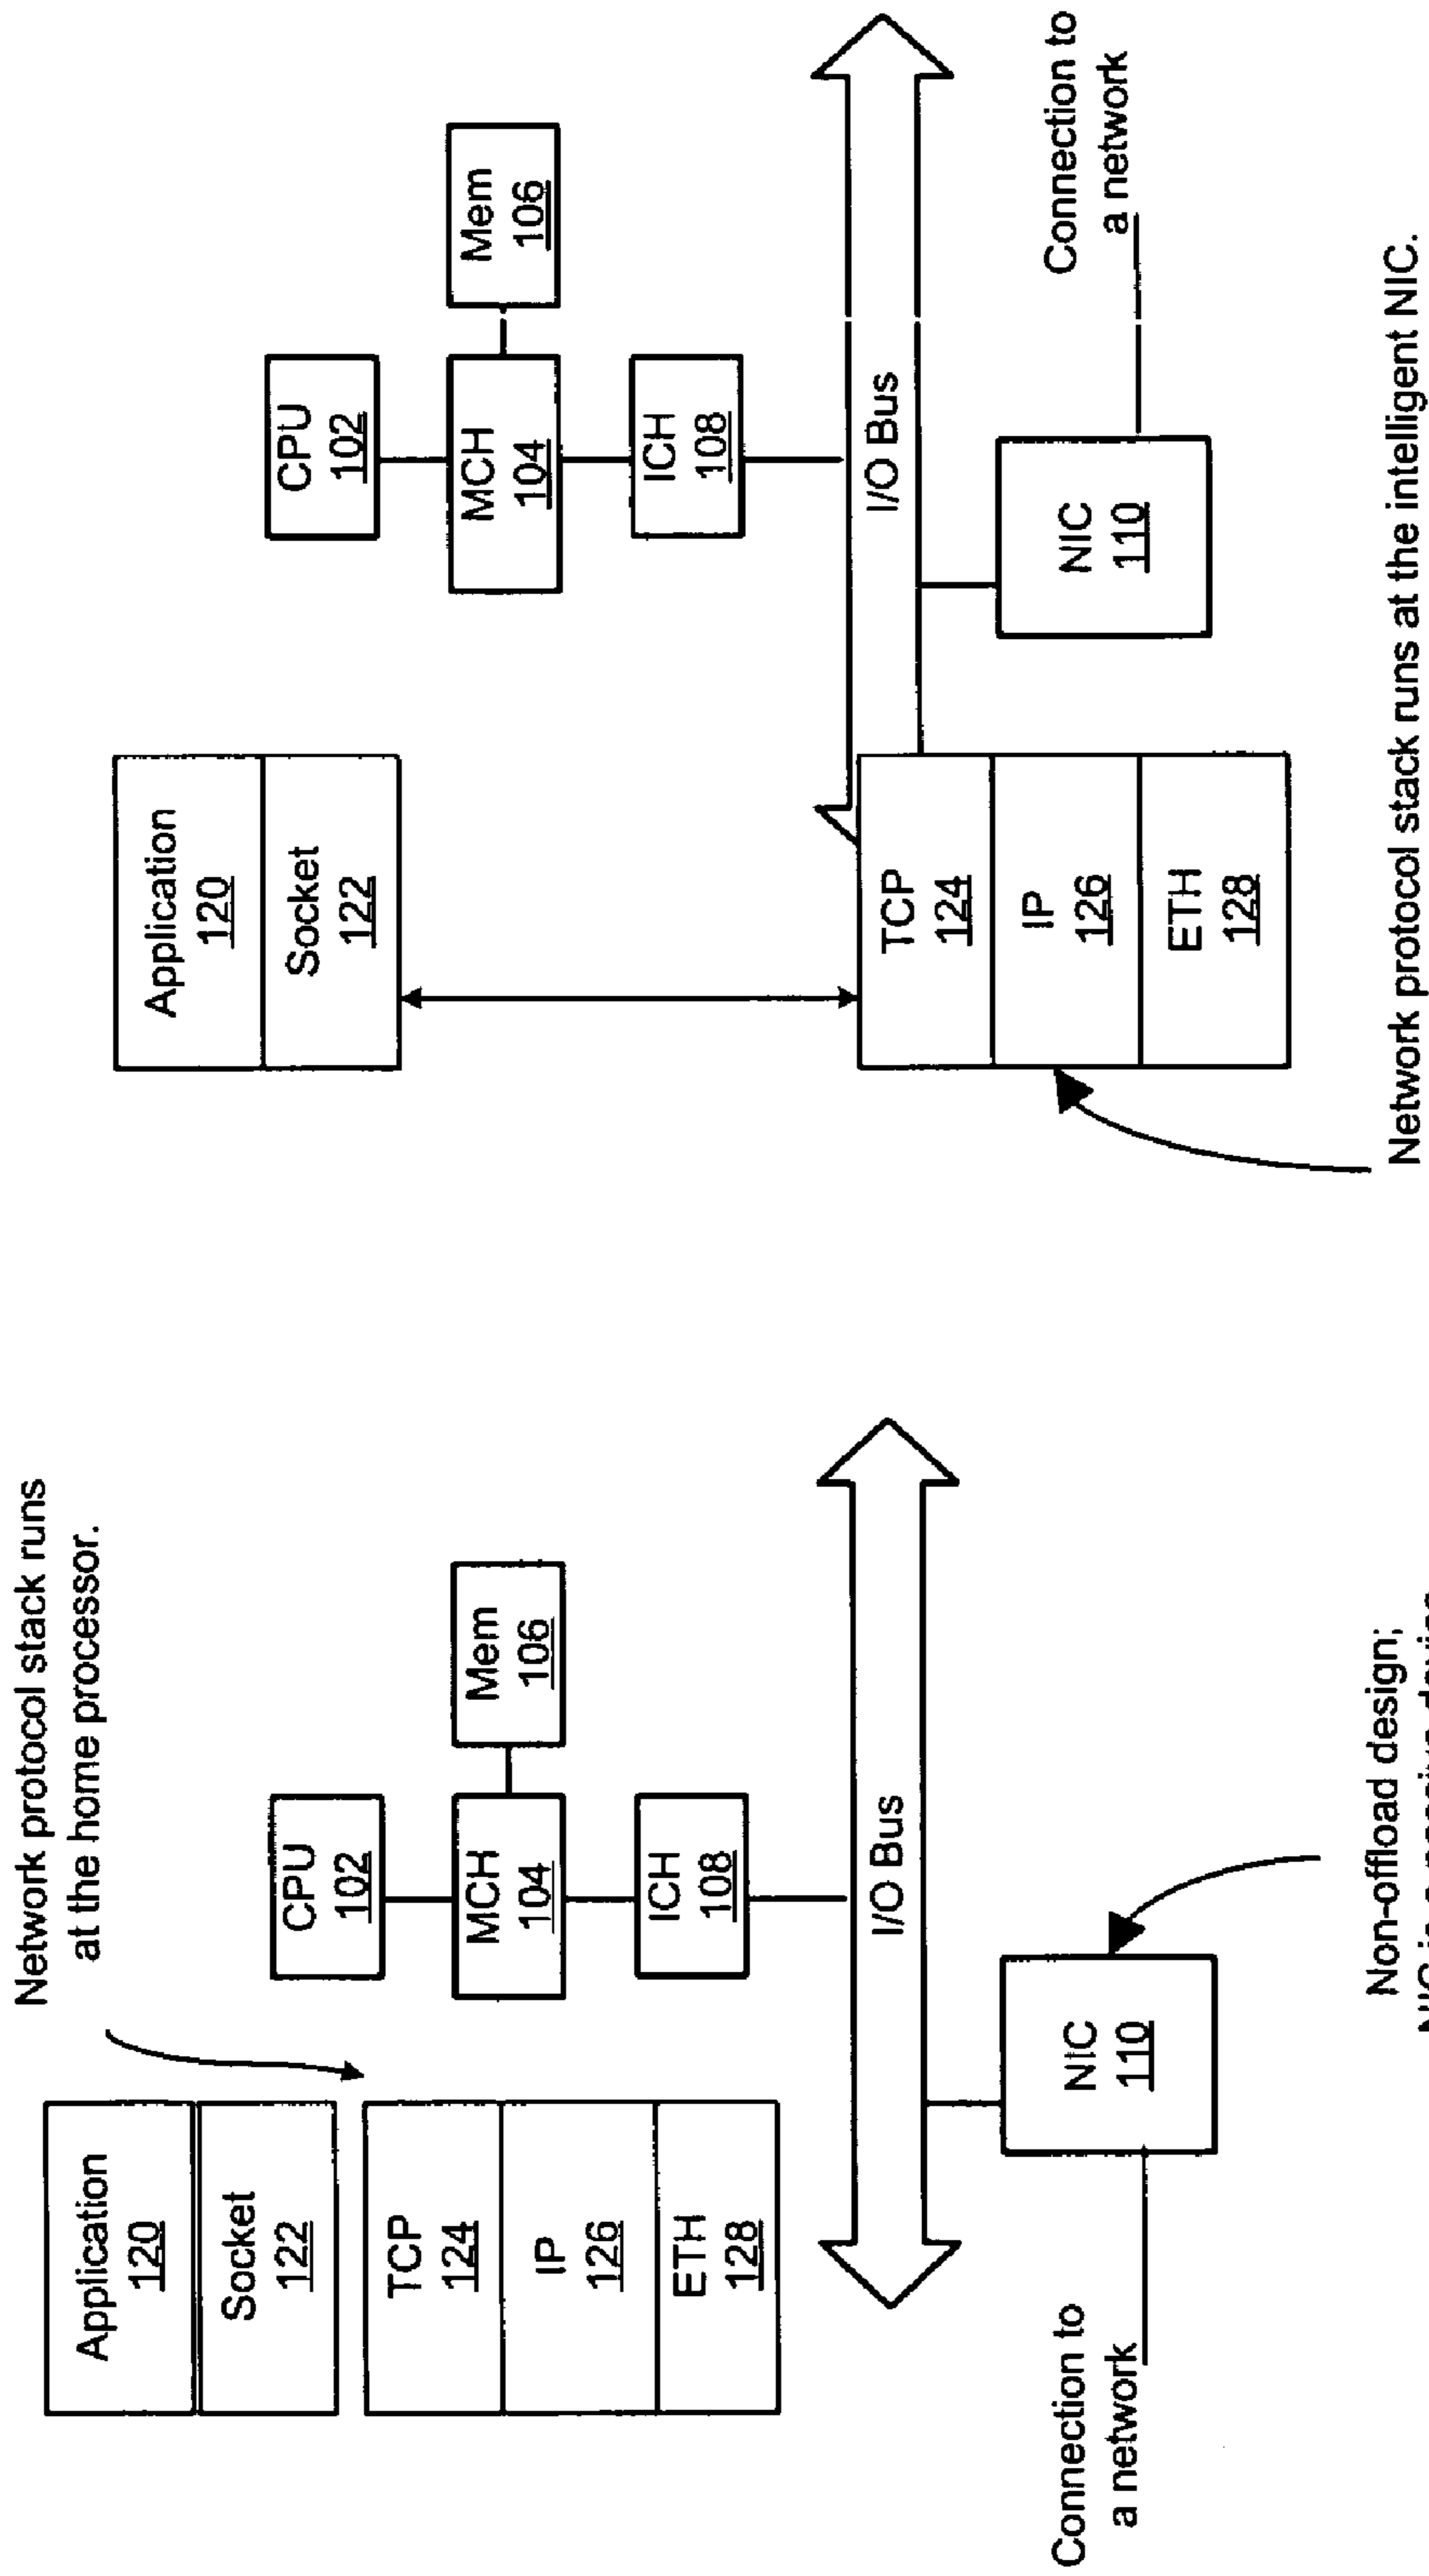 Network protocol stack runs
at the home processor.
Application
120
Socket
122
TCP
124
IP
126
ETH
128
CPU
102
MCH
104
Mem
106
ICH
108
I/O Bus
NIC
110
Connection to
a network
Non-offload design;
Application
120
Socket
122
CPU
102
MCH
104
Mem
106
ICH
108
I/O Bus
TCP
124
IP
126
ETH
128
NIC
110
Connection to
a network
Network protocol stack runs at the intelligent NIC.